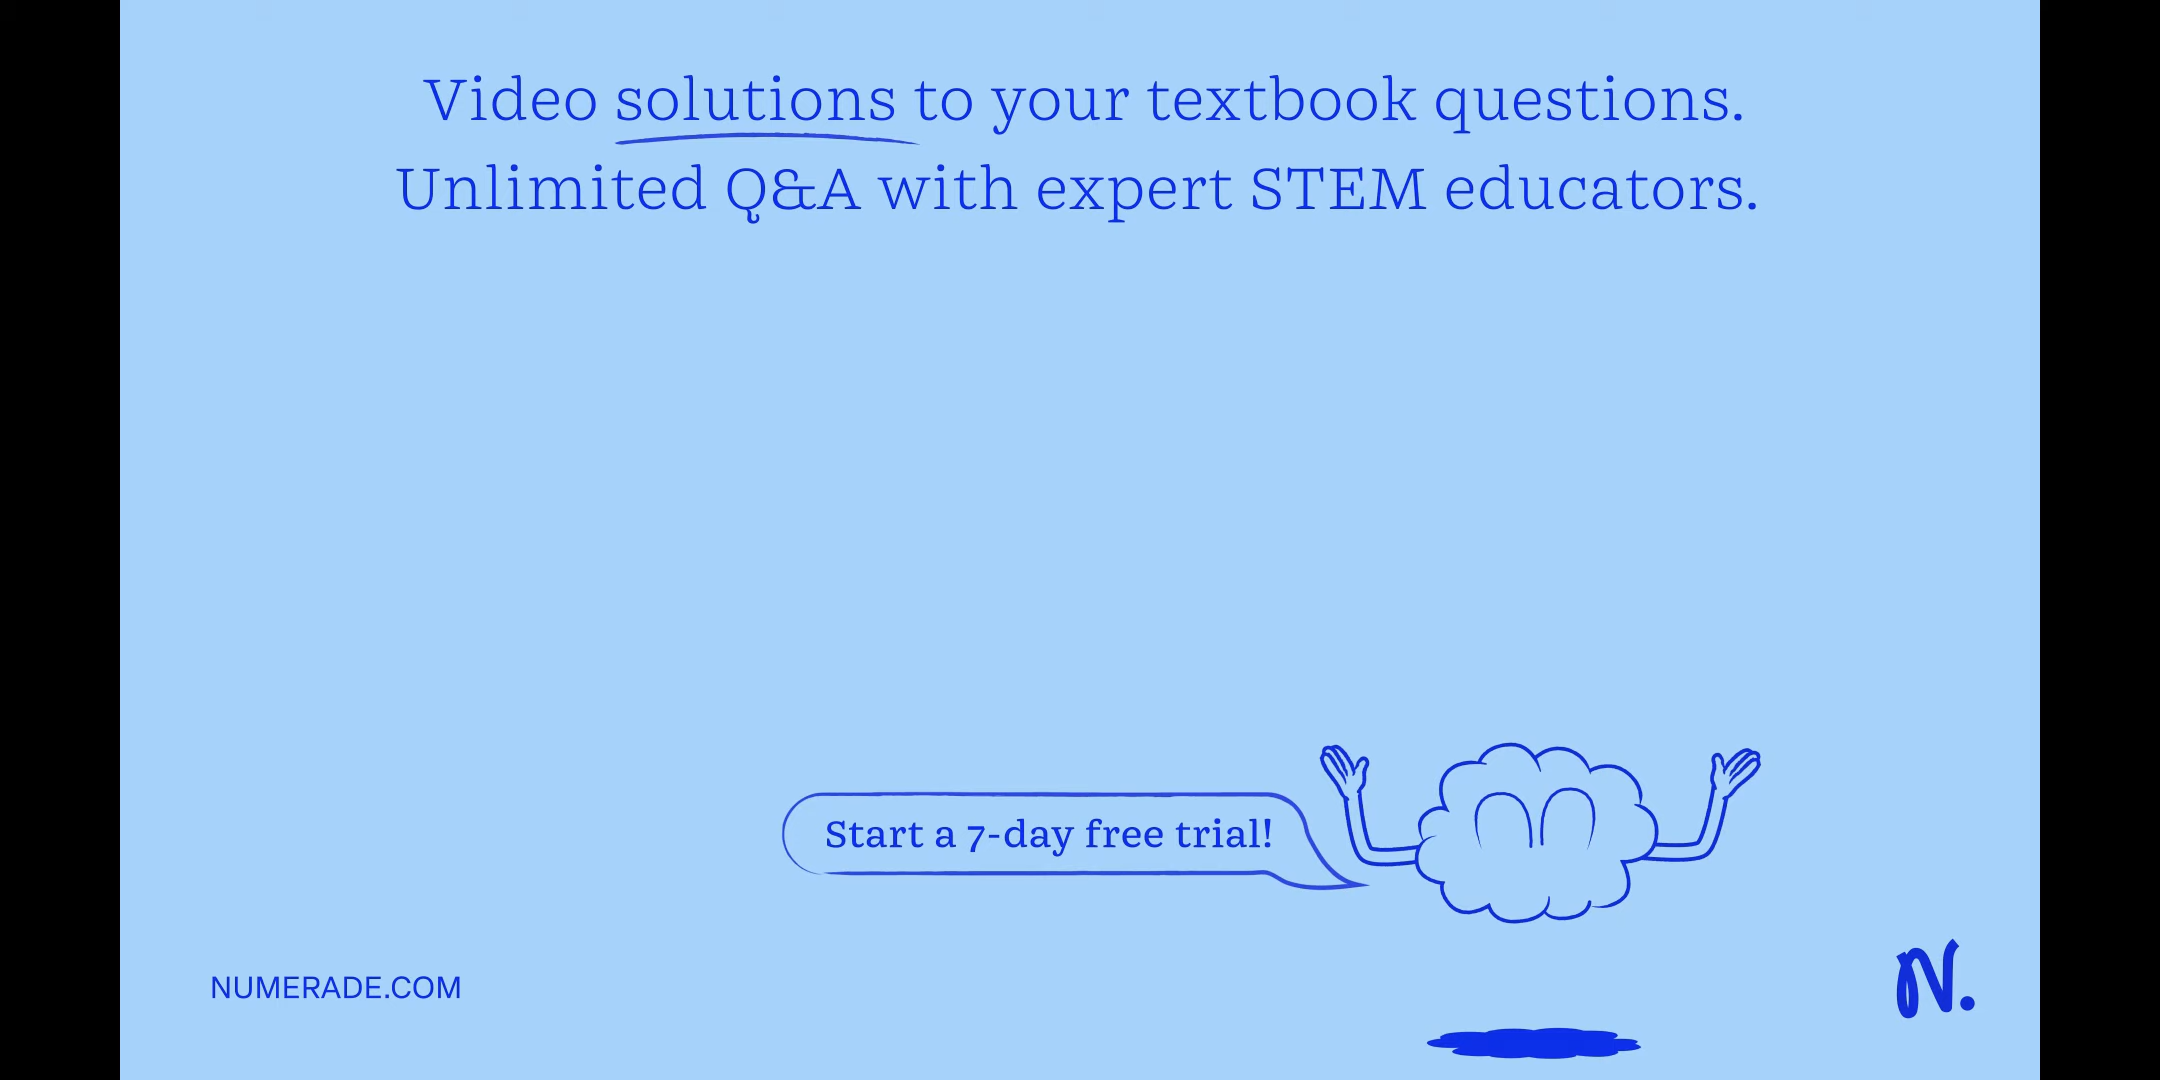 Video solutions to your textbook questions.
Unlimited Q&A with expert STEM educators.
Start a 7-day free trial!
NUMERADE.COM
N.